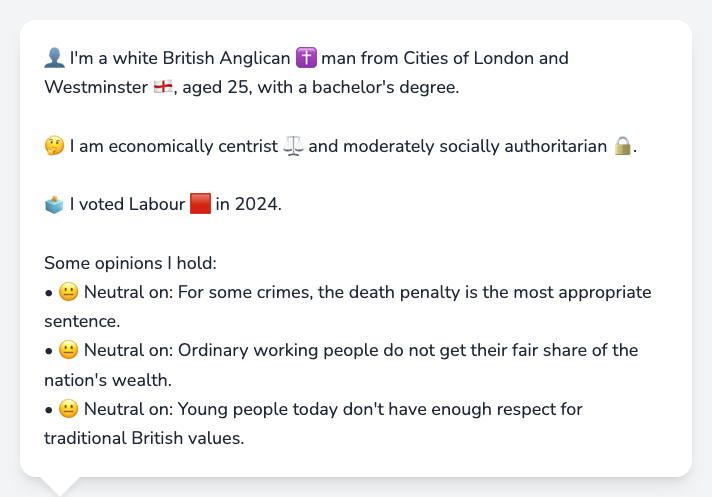 👤 I'm a white British Anglican ✝️ man from Cities of London and
Westminster 🏴󠁧󠁢󠁥󠁮󠁧󠁿, aged 25, with a bachelor's degree.
🤔 I am economically centrist ⚖️ and moderately socially authoritarian 🔒.
🗳️ I voted Labour 🟥 in 2024.
Some opinions I hold:
• 😐 Neutral on: For some crimes, the death penalty is the most appropriate
sentence.
• 😐 Neutral on: Ordinary working people do not get their fair share of the
nation's wealth.
• 😐 Neutral on: Young people today don't have enough respect for
traditional British values.